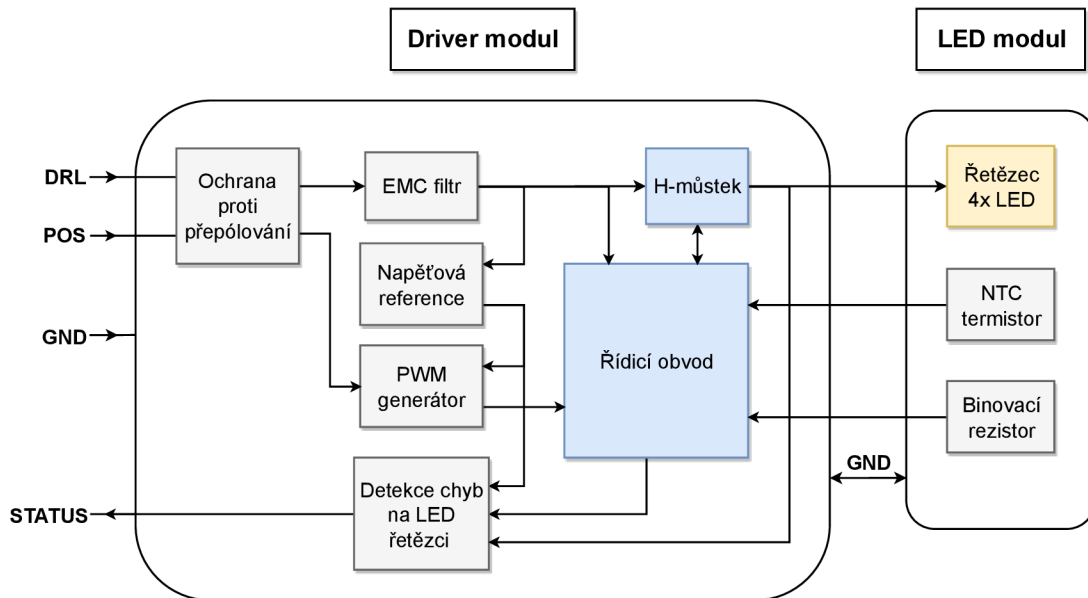 Driver modul
LED modul
DRL
POS
GND
STATUS
Ochrana
proti
přepólování
EMC filtr
H-můstek
Napěťová
reference
PWM
generátor
Řídicí obvod
Detekce chyb
na LED
řetězci
GND
Řetězec
4x LED
NTC
termistor
Binovací
rezistor